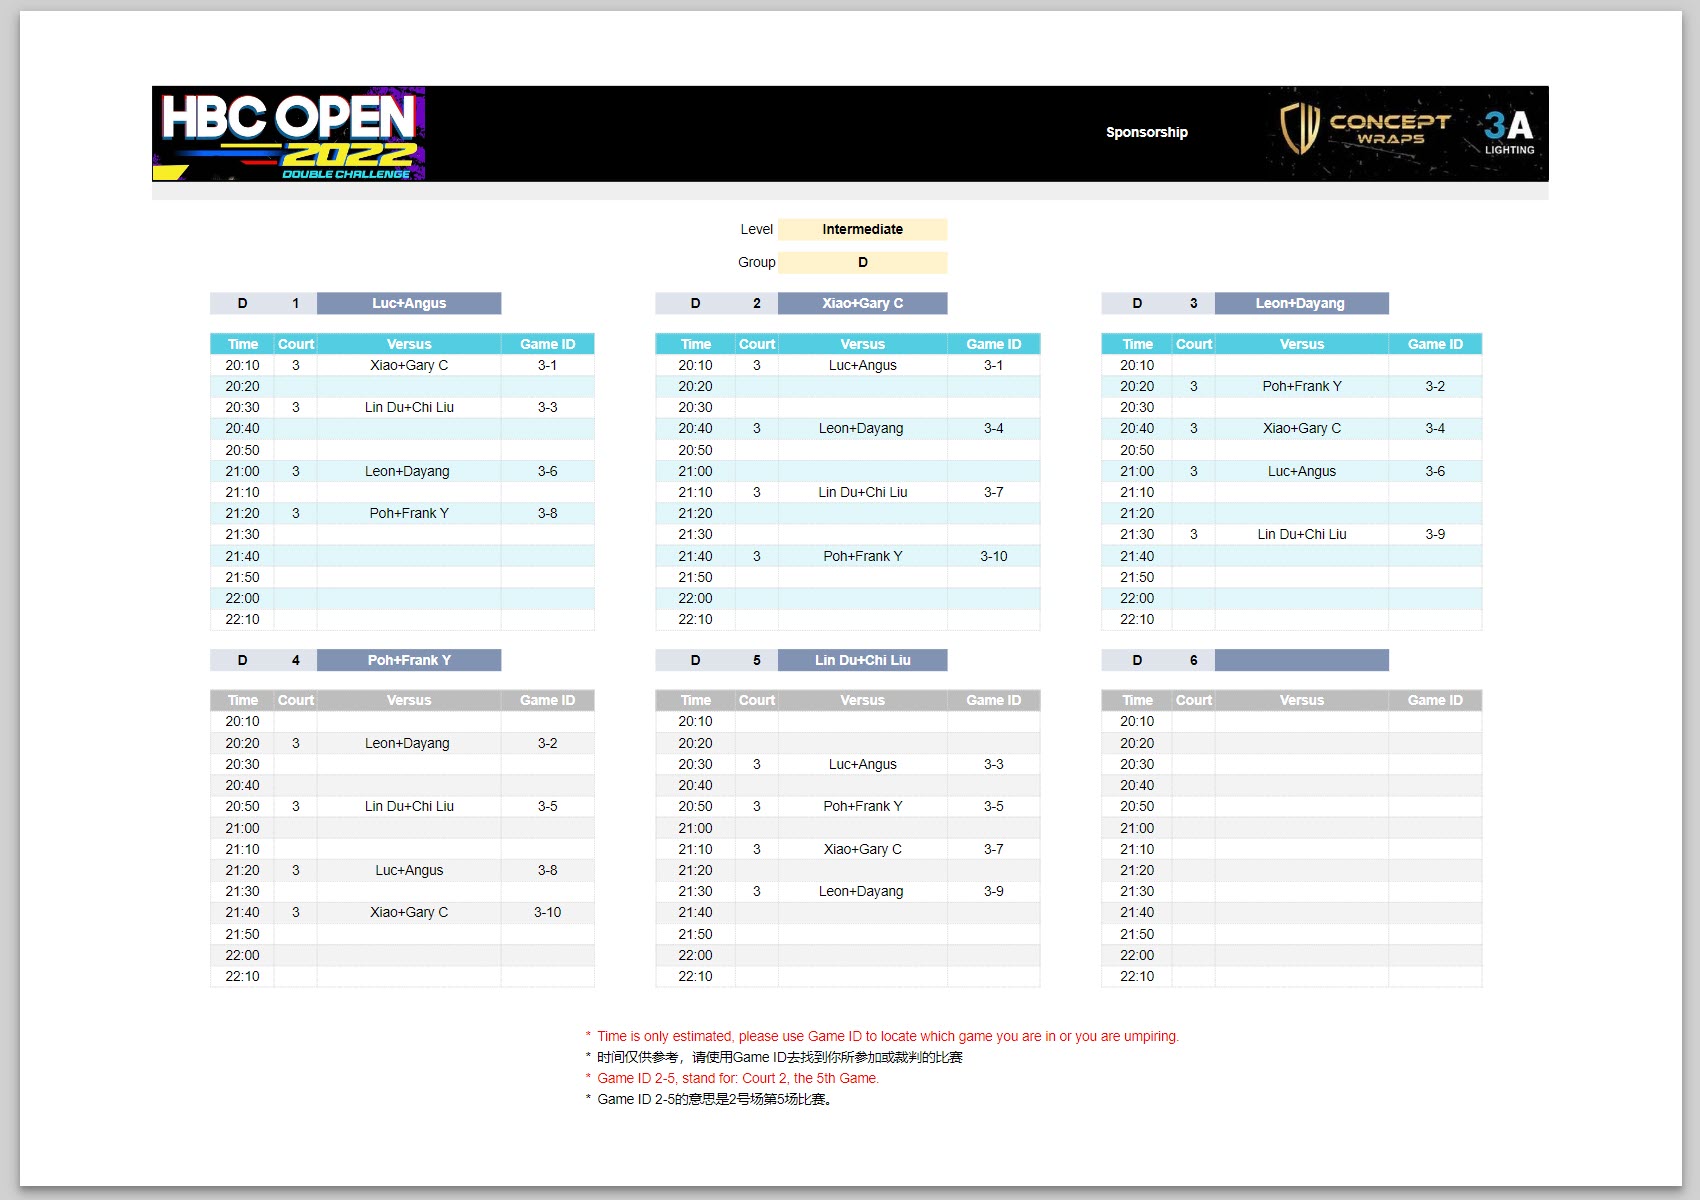 HBC OPEN
2022
DOUBLE CHALLENGE
Sponsorship
CONCEPT
WRAPS
3A
LIGHTING
Level Intermediate
Group D
D 1 Luc+Angus
Time Court Versus Game ID
20:10 3 Xiao+Gary C 3-1
20:20
20:30 3 Lin Du+Chi Liu 3-3
20:40
20:50
21:00 3 Leon+Dayang 3-6
21:10
21:20 3 Poh+Frank Y 3-8
21:30
21:40
21:50
22:00
22:10
D 2 Xiao+Gary C
Time Court Versus Game ID
20:10 3 Luc+Angus 3-1
20:20
20:30
20:40 3 Leon+Dayang 3-4
20:50
21:00
21:10 3 Lin Du+Chi Liu 3-7
21:20
21:30
21:40 3 Poh+Frank Y 3-10
21:50
22:00
22:10
D 3 Leon+Dayang
Time Court Versus Game ID
20:10
20:20 3 Poh+Frank Y 3-2
20:30
20:40 3 Xiao+Gary C 3-4
20:50
21:00 3 Luc+Angus 3-6
21:10
21:20
21:30 3 Lin Du+Chi Liu 3-9
21:40
21:50
22:00
22:10
D 4 Poh+Frank Y
Time Court Versus Game ID
20:10
20:20 3 Leon+Dayang 3-2
20:30
20:40
20:50 3 Lin Du+Chi Liu 3-5
21:00
21:10
21:20 3 Luc+Angus 3-8
21:30
21:40 3 Xiao+Gary C 3-10
21:50
22:00
22:10
D 5 Lin Du+Chi Liu
Time Court Versus Game ID
20:10
20:20
20:30 3 Luc+Angus 3-3
20:40
20:50 3 Poh+Frank Y 3-5
21:00
21:10 3 Xiao+Gary C 3-7
21:20
21:30 3 Leon+Dayang 3-9
21:40
21:50
22:00
22:10
D 6
Time Court Versus Game ID
20:10
20:20
20:30
20:40
20:50
21:00
21:10
21:20
21:30
21:40
21:50
22:00
22:10
* Time is only estimated, please use Game ID to locate which game you are in or you are umpiring.
* 时间仅供参考，请使用Game ID去找到你所参加或裁判的比赛
* Game ID 2-5, stand for: Court 2, the 5th Game.
* Game ID 2-5的意思是2号场第5场比赛。